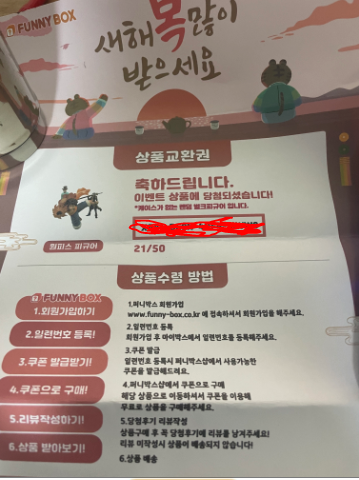 FUNNY BOX
새해 복 많이
받으세요
상품교환권
축하드립니다.
이벤트 상품에 당첨되셨습니다!
*케이스가 없는 랜덤 벌크피규어 입니다.
원피스 피규어
21/50
상품수령 방법
FUNNY BOX
1.회원가입하기
2.일련번호 등록!
3.쿠폰 발급받기!
4.쿠폰으로 구매!
5.리뷰작성하기!
6.상품 받아보기!
1.퍼니박스 회원가입
www.funny-box.co.kr 에 접속하셔서 회원가입을 해주세요.
2.일련번호 등록
회원가입 후 마이박스에서 일련번호를 등록해주세요.
3.쿠폰 발급
일련번호 등록시 퍼니박스샵에서 사용가능한
쿠폰을 발급해드려요.
4.퍼니박스샵에서 쿠폰으로 구매
해당 상품으로 이동하셔서 쿠폰을 이용해
무료로 상품을 구매해주세요.
5.당첨후기 리뷰작성
상품구매 후 꼭 당첨후기에 리뷰를 남겨주세요!
리뷰 미작성시 상품이 배송되지 않습니다!
6.상품 배송